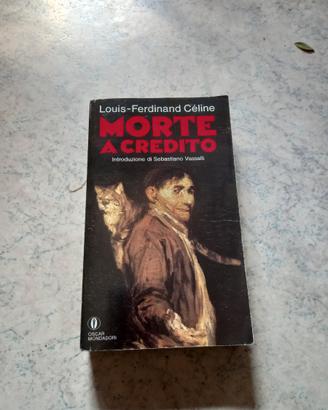 Louis-Ferdinand Céline
MORTE
A CREDITO
Introduzione di Sebastiano Vassalli
OSCAR
MONDADORI